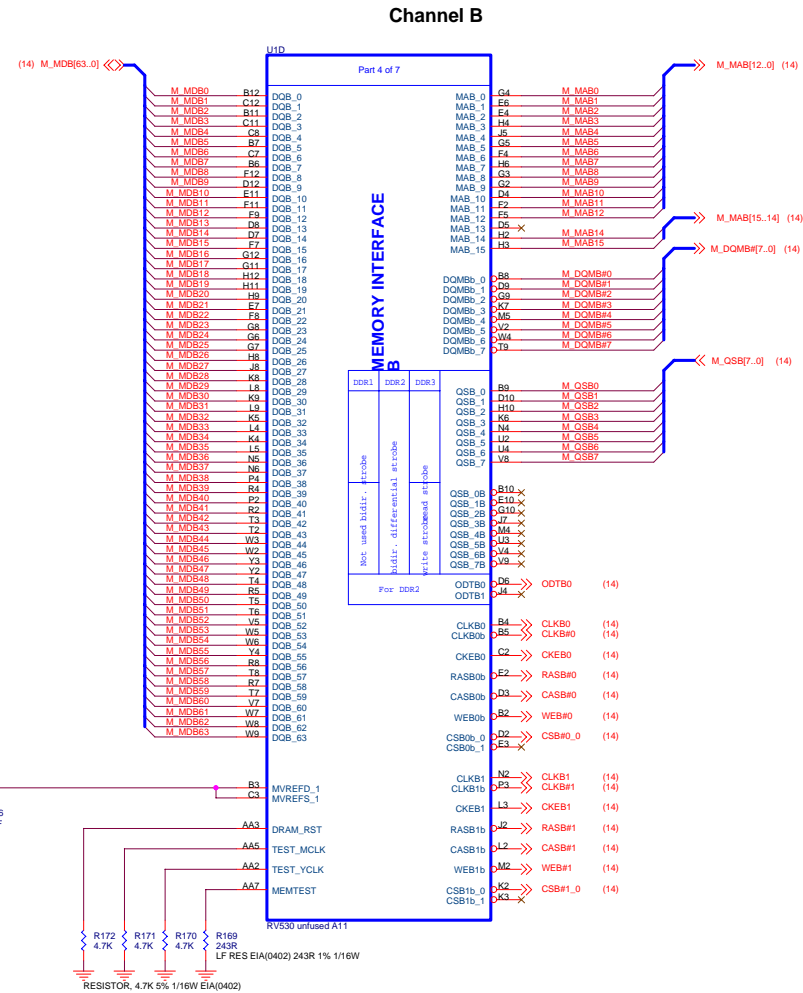 Channel B
U1D
Part 4 of 7
(14) M_MDB[63..0]
M_MDB0 B12 DQB_0
M_MDB1 C12 DQB_1
M_MDB2 B11 DQB_2
M_MDB3 C11 DQB_3
M_MDB4 C8 DQB_4
M_MDB5 B7 DQB_5
M_MDB6 C7 DQB_6
M_MDB7 B6 DQB_7
M_MDB8 F12 DQB_8
M_MDB9 D12 DQB_9
M_MDB10 E11 DQB_10
M_MDB11 F11 DQB_11
M_MDB12 F9 DQB_12
M_MDB13 D8 DQB_13
M_MDB14 D7 DQB_14
M_MDB15 F7 DQB_15
M_MDB16 G12 DQB_16
M_MDB17 G11 DQB_17
M_MDB18 H12 DQB_18
M_MDB19 H11 DQB_19
M_MDB20 H9 DQB_20
M_MDB21 E7 DQB_21
M_MDB22 F8 DQB_22
M_MDB23 G8 DQB_23
M_MDB24 G6 DQB_24
M_MDB25 G7 DQB_25
M_MDB26 H8 DQB_26
M_MDB27 J8 DQB_27
M_MDB28 K8 DQB_28
M_MDB29 L8 DQB_29
M_MDB30 K9 DQB_30
M_MDB31 L9 DQB_31
M_MDB32 K5 DQB_32
M_MDB33 L4 DQB_33
M_MDB34 K4 DQB_34
M_MDB35 L5 DQB_35
M_MDB36 N5 DQB_36
M_MDB37 N6 DQB_37
M_MDB38 P4 DQB_38
M_MDB39 R4 DQB_39
M_MDB40 P2 DQB_40
M_MDB41 R2 DQB_41
M_MDB42 T3 DQB_42
M_MDB43 T2 DQB_43
M_MDB44 W3 DQB_44
M_MDB45 W2 DQB_45
M_MDB46 Y3 DQB_46
M_MDB47 Y2 DQB_47
M_MDB48 T4 DQB_48
M_MDB49 R5 DQB_49
M_MDB50 T5 DQB_50
M_MDB51 T6 DQB_51
M_MDB52 V5 DQB_52
M_MDB53 W5 DQB_53
M_MDB54 W6 DQB_54
M_MDB55 Y4 DQB_55
M_MDB56 R8 DQB_56
M_MDB57 T8 DQB_57
M_MDB58 R7 DQB_58
M_MDB59 T7 DQB_59
M_MDB60 V7 DQB_60
M_MDB61 W7 DQB_61
M_MDB62 W8 DQB_62
M_MDB63 W9 DQB_63
B3 MVREFD_1
C3 MVREFS_1
AA3 DRAM_RST
AA5 TEST_MCLK
AA2 TEST_YCLK
AA7 MEMTEST
MEMORY INTERFACE
B
DDR1 DDR2 DDR3
Not used bidir. strobe
bidir. differential strobe
write strobe read strobe
For DDR2
M_MAB[12..0] (14)
MAB_0 G4 M_MAB0
MAB_1 E6 M_MAB1
MAB_2 E4 M_MAB2
MAB_3 H4 M_MAB3
MAB_4 J5 M_MAB4
MAB_5 G5 M_MAB5
MAB_6 F4 M_MAB6
MAB_7 H6 M_MAB7
MAB_8 G3 M_MAB8
MAB_9 G2 M_MAB9
MAB_10 D4 M_MAB10
MAB_11 F2 M_MAB11
MAB_12 F5 M_MAB12
MAB_13 D5
MAB_14 H2 M_MAB14
MAB_15 H3 M_MAB15
M_MAB[15..14] (14)
M_DQMB#[7..0] (14)
DQMBb_0 B8 M_DQMB#0
DQMBb_1 D9 M_DQMB#1
DQMBb_2 G9 M_DQMB#2
DQMBb_3 K7 M_DQMB#3
DQMBb_4 M5 M_DQMB#4
DQMBb_5 V2 M_DQMB#5
DQMBb_6 W4 M_DQMB#6
DQMBb_7 T9 M_DQMB#7
M_QSB[7..0] (14)
QSB_0 B9 M_QSB0
QSB_1 D10 M_QSB1
QSB_2 H10 M_QSB2
QSB_3 K6 M_QSB3
QSB_4 N4 M_QSB4
QSB_5 U2 M_QSB5
QSB_6 U4 M_QSB6
QSB_7 V8 M_QSB7
QSB_0B B10
QSB_1B E10
QSB_2B G10
QSB_3B J7
QSB_4B M4
QSB_5B U3
QSB_6B V4
QSB_7B V9
ODTB0 D6 ODTB0 (14)
ODTB1 J4
CLKB0 B4 CLKB0 (14)
CLKB0b B5 CLKB#0 (14)
CKEB0 C2 CKEB0 (14)
RASB0b E2 RASB#0 (14)
CASB0b D3 CASB#0 (14)
WEB0b B2 WEB#0 (14)
CSB0b_0 D2 CSB#0_0 (14)
CSB0b_1 E3
CLKB1 N2 CLKB1 (14)
CLKB1b P3 CLKB#1 (14)
CKEB1 L3 CKEB1 (14)
RASB1b J2 RASB#1 (14)
CASB1b L2 CASB#1 (14)
WEB1b M2 WEB#1 (14)
CSB1b_0 K2 CSB#1_0 (14)
CSB1b_1 K3
RV530 unfused A11
R172 R171 R170 R169
4.7K 4.7K 4.7K 243R
LF RES EIA(0402) 243R 1% 1/16W
RESISTOR, 4.7K 5% 1/16W EIA(0402)